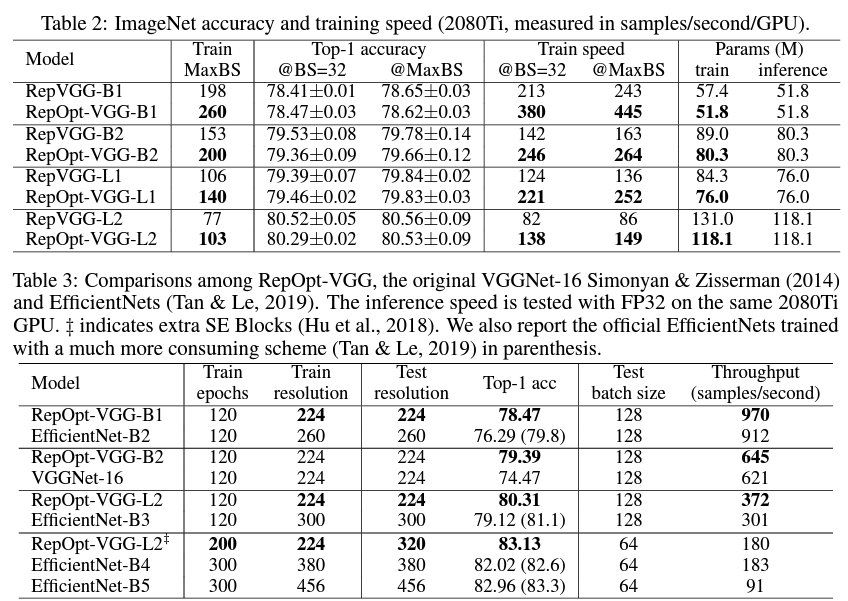 Table 2: ImageNet accuracy and training speed (2080Ti, measured in samples/second/GPU).
Model Train Top-1 accuracy Train speed Params (M)
MaxBS @BS=32 @MaxBS @BS=32 @MaxBS train inference
RepVGG-B1 198 78.41±0.01 78.65±0.03 213 243 57.4 51.8
RepOpt-VGG-B1 260 78.47±0.03 78.62±0.03 380 445 51.8 51.8
RepVGG-B2 153 79.53±0.08 79.78±0.14 142 163 89.0 80.3
RepOpt-VGG-B2 200 79.36±0.09 79.66±0.12 246 264 80.3 80.3
RepVGG-L1 106 79.39±0.07 79.84±0.02 124 136 84.3 76.0
RepOpt-VGG-L1 140 79.46±0.02 79.83±0.03 221 252 76.0 76.0
RepVGG-L2 77 80.52±0.05 80.56±0.09 82 86 131.0 118.1
RepOpt-VGG-L2 103 80.29±0.02 80.53±0.09 138 149 118.1 118.1
Table 3: Comparisons among RepOpt-VGG, the original VGGNet-16 Simonyan & Zisserman (2014)
and EfficientNets (Tan & Le, 2019). The inference speed is tested with FP32 on the same 2080Ti
GPU. ‡ indicates extra SE Blocks (Hu et al., 2018). We also report the official EfficientNets trained
with a much more consuming scheme (Tan & Le, 2019) in parenthesis.
Model Train Train Test Top-1 acc Test Throughput
epochs resolution resolution batch size (samples/second)
RepOpt-VGG-B1 120 224 224 78.47 128 970
EfficientNet-B2 120 260 260 76.29 (79.8) 128 912
RepOpt-VGG-B2 120 224 224 79.39 128 645
VGGNet-16 120 224 224 74.47 128 621
RepOpt-VGG-L2 120 224 224 80.31 128 372
EfficientNet-B3 120 300 300 79.12 (81.1) 128 301
RepOpt-VGG-L2‡ 200 224 320 83.13 64 180
EfficientNet-B4 300 380 380 82.02 (82.6) 64 183
EfficientNet-B5 300 456 456 82.96 (83.3) 64 91